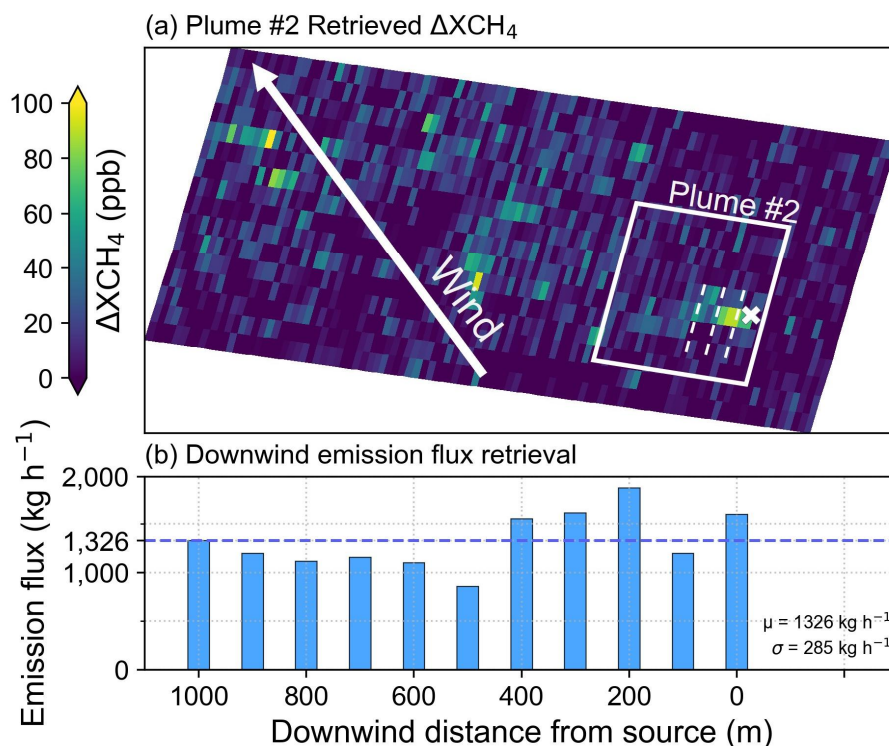 (a) Plume #2 Retrieved ΔXCH₄
100
80
60
40
20
0
ΔXCH₄ (ppb)
Wind
Plume #2
(b) Downwind emission flux retrieval
Emission flux (kg h⁻¹)
2,000
1,326
1,000
0
μ = 1326 kg h⁻¹
σ = 285 kg h⁻¹
1000 800 600 400 200 0
Downwind distance from source (m)